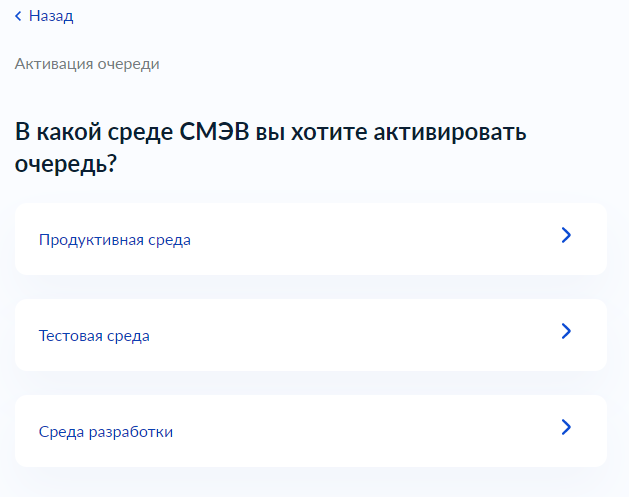 Назад
Активация очереди
В какой среде СМЭВ вы хотите активировать
очередь?
Продуктивная среда
Тестовая среда
Среда разработки